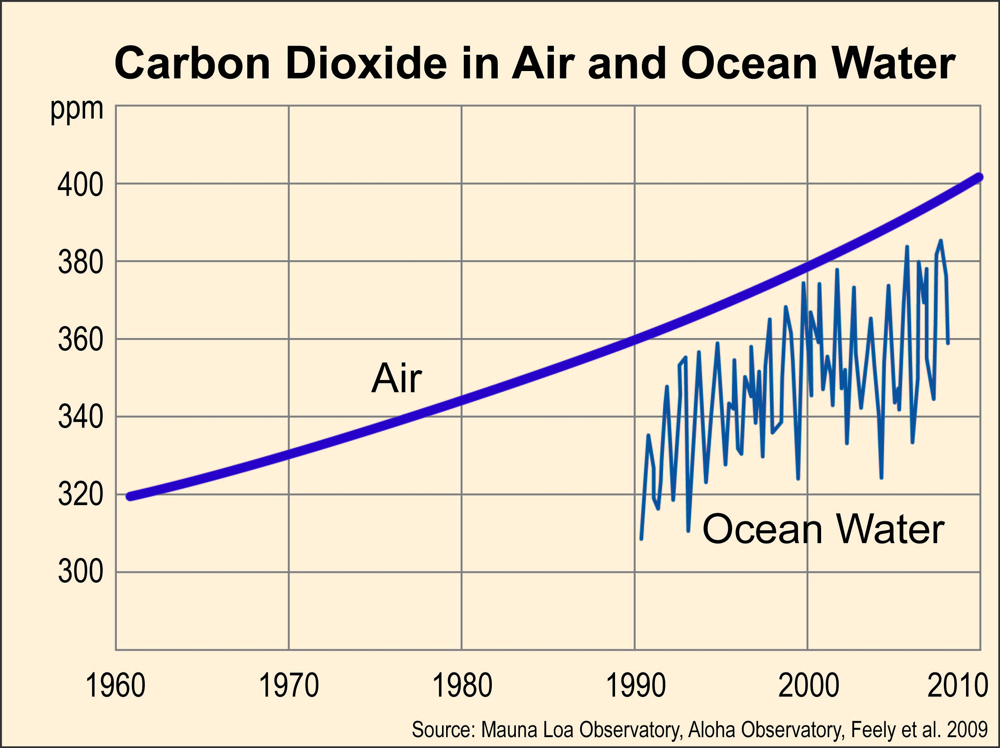 Carbon Dioxide in Air and Ocean Water
ppm
400
380
360
340
320
300
Air
Ocean Water
1960 1970 1980 1990 2000 2010
Source: Mauna Loa Observatory, Aloha Observatory, Feely et al. 2009